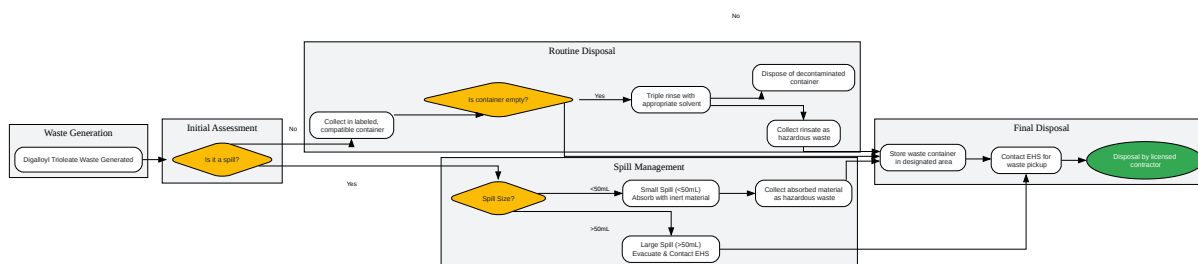 No
Routine Disposal
Dispose of decontaminated
container
Is container empty?
Yes
Triple rinse with
appropriate solvent
Collect in labeled,
compatible container
Collect rinsate as
hazardous waste
Waste Generation
Digalloyl Trioleate Waste Generated
Initial Assessment
Is it a spill?
No
Yes
Spill Management
Spill Size?
<50mL
Small Spill (<50mL)
Absorb with inert material
Collect absorbed material
as hazardous waste
>50mL
Large Spill (>50mL)
Evacuate & Contact EHS
Final Disposal
Store waste container
in designated area
Contact EHS for
waste pickup
Disposal by licensed
contractor